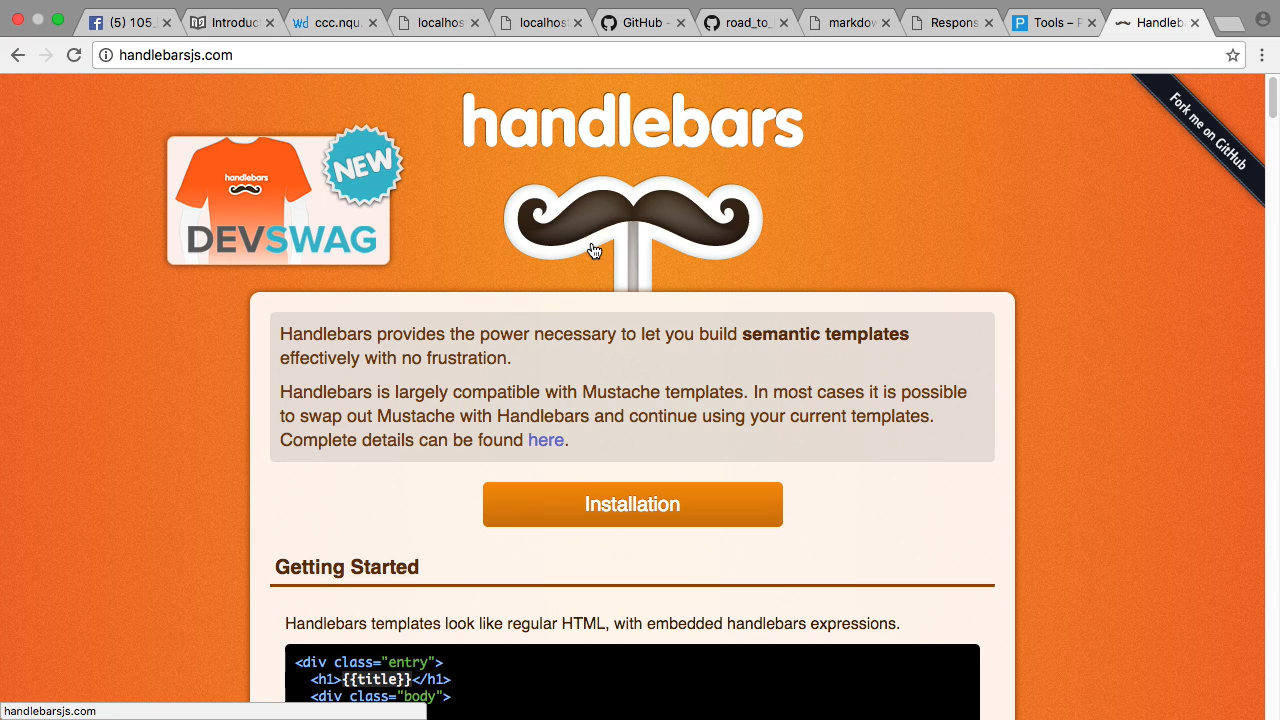 (5) 105
Introduc
Wd ccc.nqu.
localhos
localhos
GitHub -
road_to_
markdow
Respons
P Tools – P
Handleb
handlebarsjs.com
handlebars
Fork me on GitHub
handlebars
NEW
DEVSWAG
Handlebars provides the power necessary to let you build semantic templates
effectively with no frustration.
Handlebars is largely compatible with Mustache templates. In most cases it is possible
to swap out Mustache with Handlebars and continue using your current templates.
Complete details can be found here.
Installation
Getting Started
Handlebars templates look like regular HTML, with embedded handlebars expressions.
<div class="entry">
<h1>{{title}}</h1>
<div class="body">
handlebarsjs.com